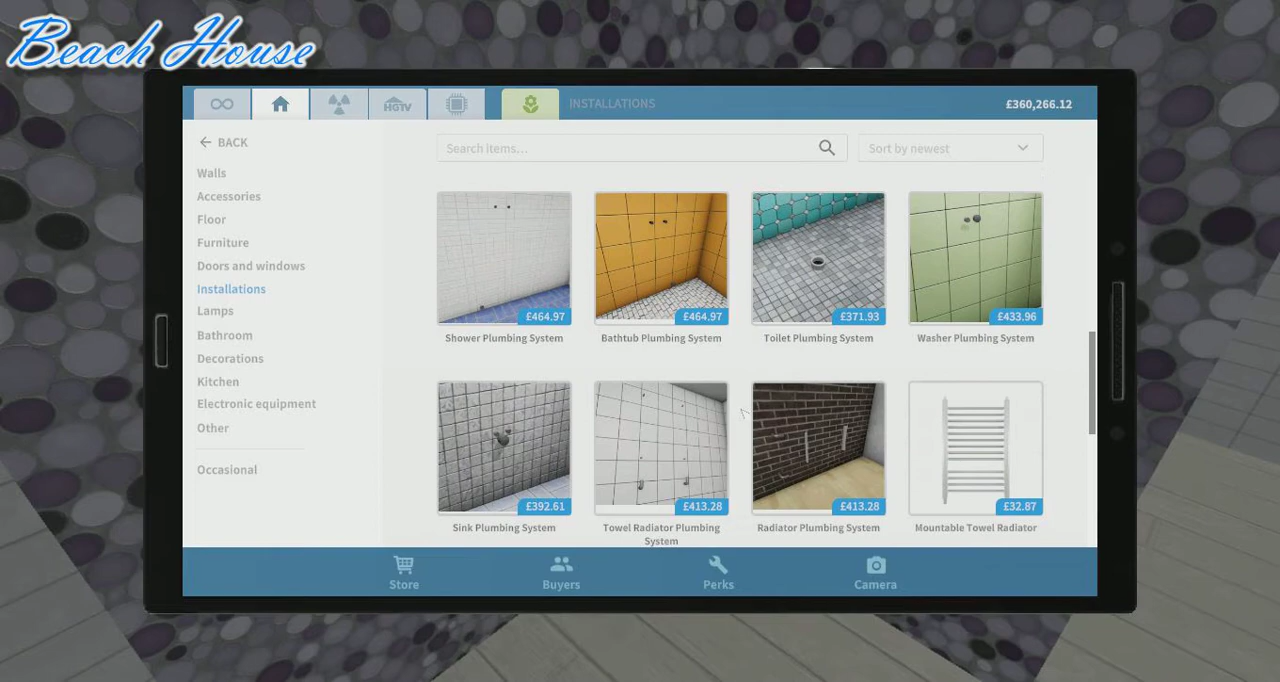 Beach House
HGTV
INSTALLATIONS
£360,266.12
BACK
Search items...
Sort by newest
Walls
Accessories
Floor
Furniture
Doors and windows
Installations
Lamps
Bathroom
Decorations
Kitchen
Electronic equipment
Other
Occasional
£464.97
£464.97
£371.93
£433.96
Shower Plumbing System
Bathtub Plumbing System
Toilet Plumbing System
Washer Plumbing System
£392.61
£413.28
£413.28
£32.87
Sink Plumbing System
Towel Radiator Plumbing
System
Radiator Plumbing System
Mountable Towel Radiator
Store
Buyers
Perks
Camera